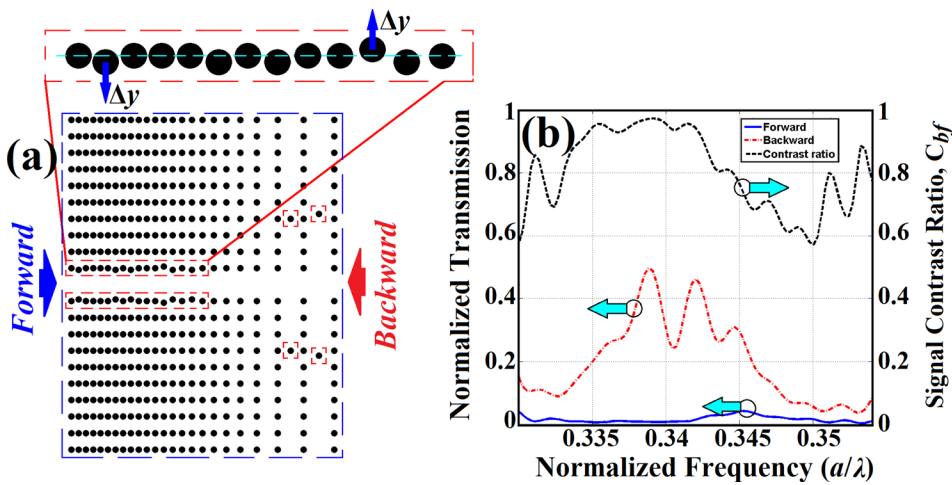 Δy
Δy
(a)
Forward
Backward
(b)
Forward
Backward
Contrast ratio
Normalized Transmission
1
0.8
0.6
0.4
0.2
0
1
0.8
0.6
0.4
0.2
0
Signal Contrast Ratio, C_bf
0.335
0.34
0.345
0.35
Normalized Frequency (a/λ)